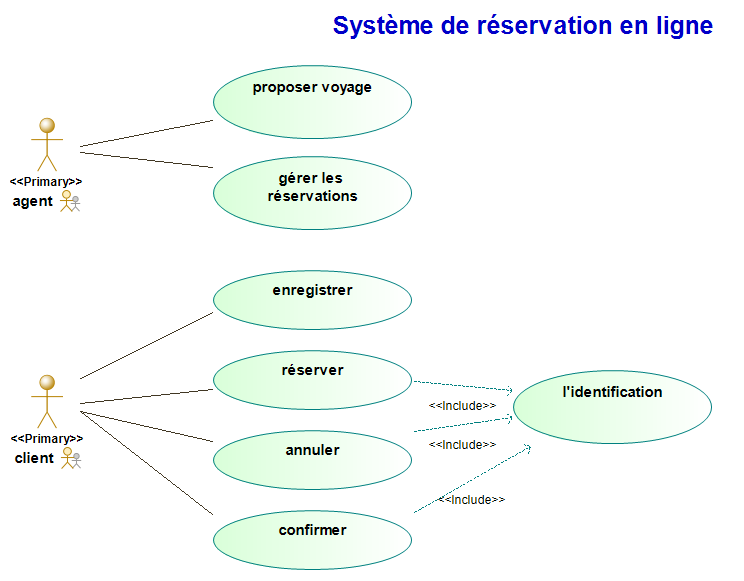 Système de réservation en ligne
proposer voyage
<<Primary>>
agent
gérer les
réservations
enregistrrer
réserver
l'identification
<<Include>>
<<Primary>>
client
annuler
<<Include>>
<<Include>>
confirmer